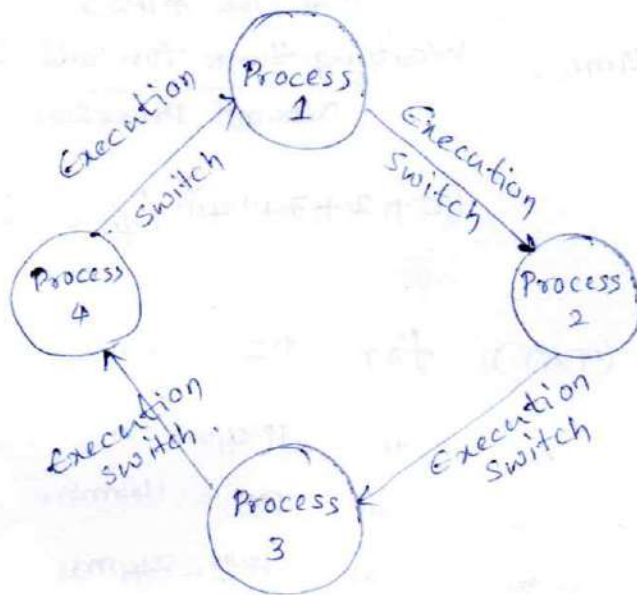 Process
1
Execution
Switch
Execution
Switch
Process
4
Process
2
Execution
Switch
Execution
Switch
Process
3